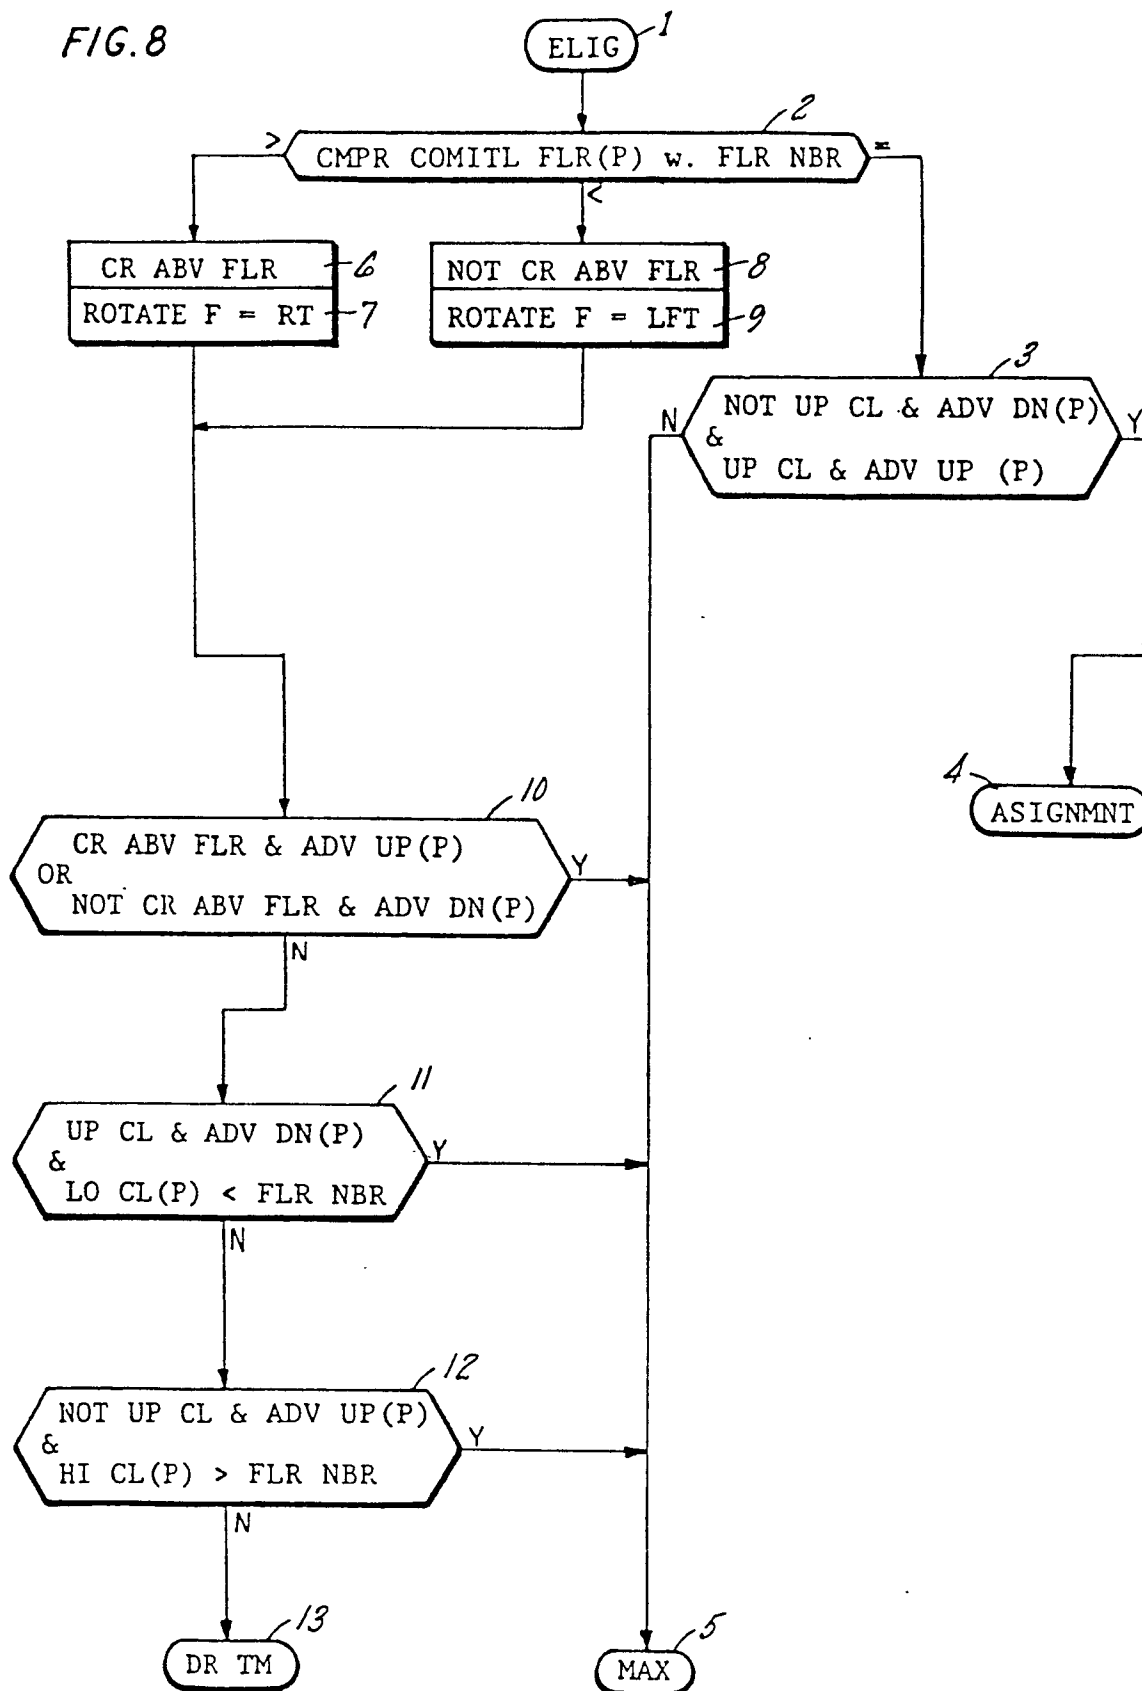 FIG. 8
1
ELIG
2
> CMPR COMITL FLR(P) w. FLR NBR =
<
CR ABV FLR 6
ROTATE F = RT 7
NOT CR ABV FLR 8
ROTATE F = LFT 9
3
N NOT UP CL & ADV DN(P) Y
&
UP CL & ADV UP (P)
4
ASIGNMNT
10
CR ABV FLR & ADV UP(P)
OR Y
NOT CR ABV FLR & ADV DN(P)
N
11
UP CL & ADV DN(P)
& Y
LO CL(P) < FLR NBR
N
12
NOT UP CL & ADV UP(P)
& Y
HI CL(P) > FLR NBR
N
13
DR TM
5
MAX